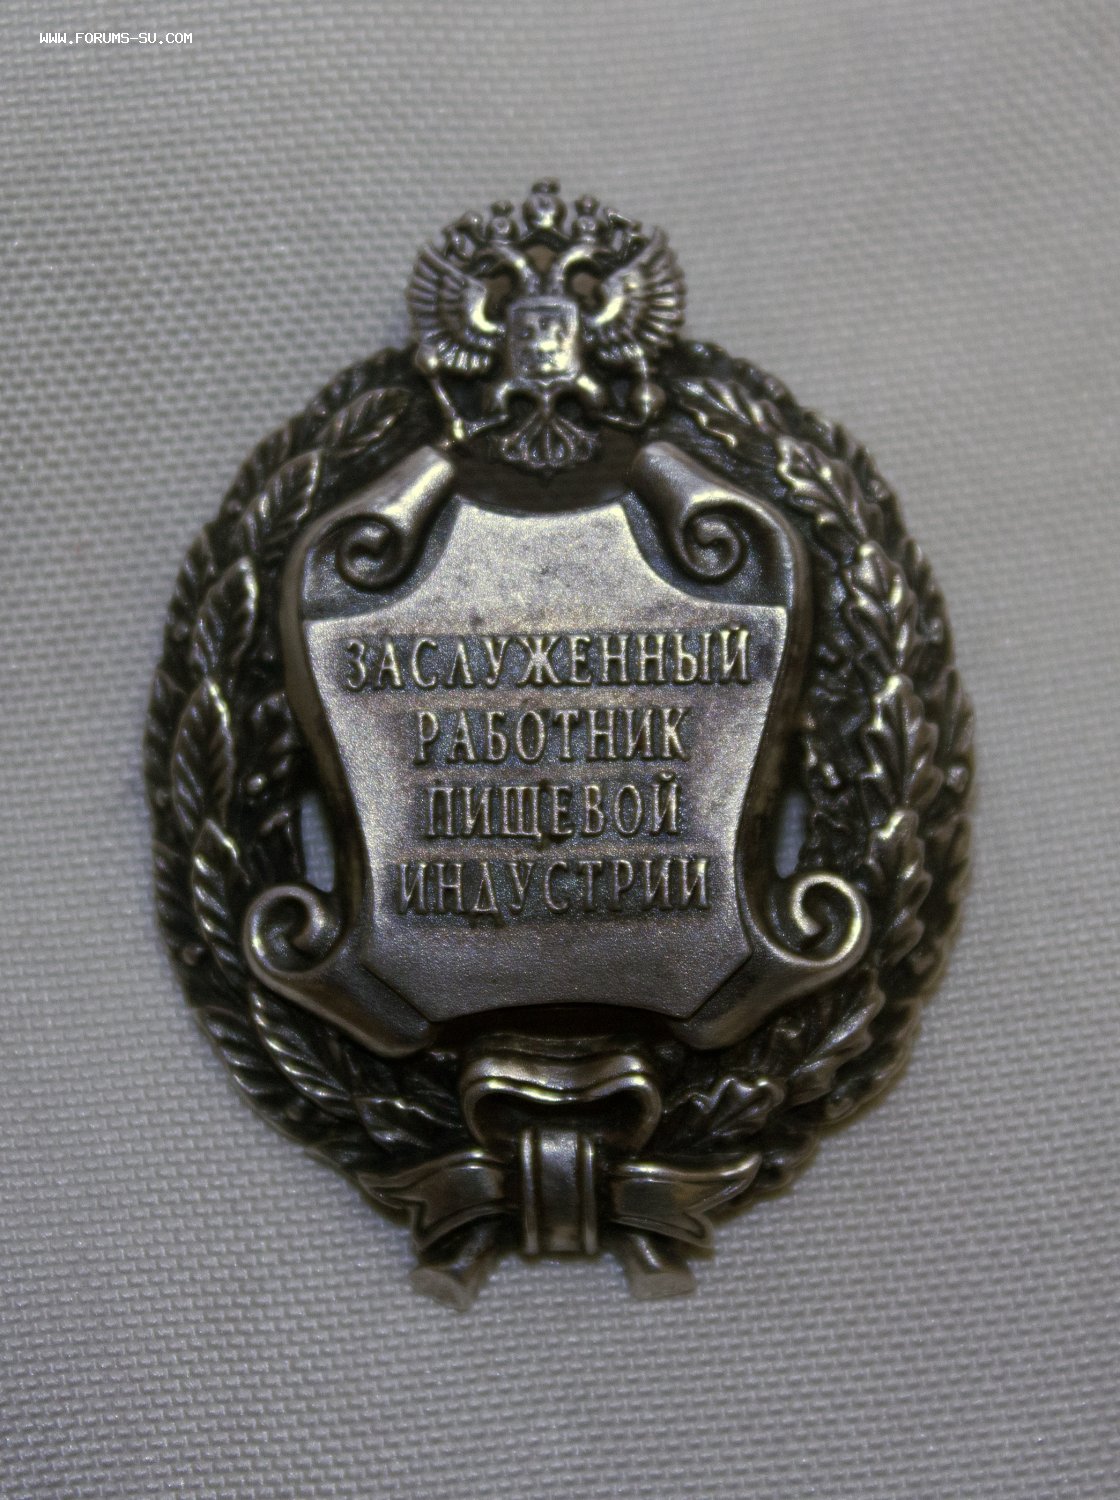 WWW.FORUMS-SU.COM
ЗАСЛУЖЕННЫЙ
РАБОТНИК
ПИЩЕВОЙ
ИНДУСТРИИ